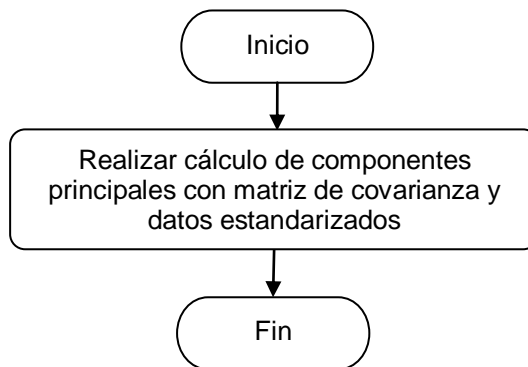 Inicio
Realizar cálculo de componentes
principales con matriz de covarianza y
datos estandarizados
Fin